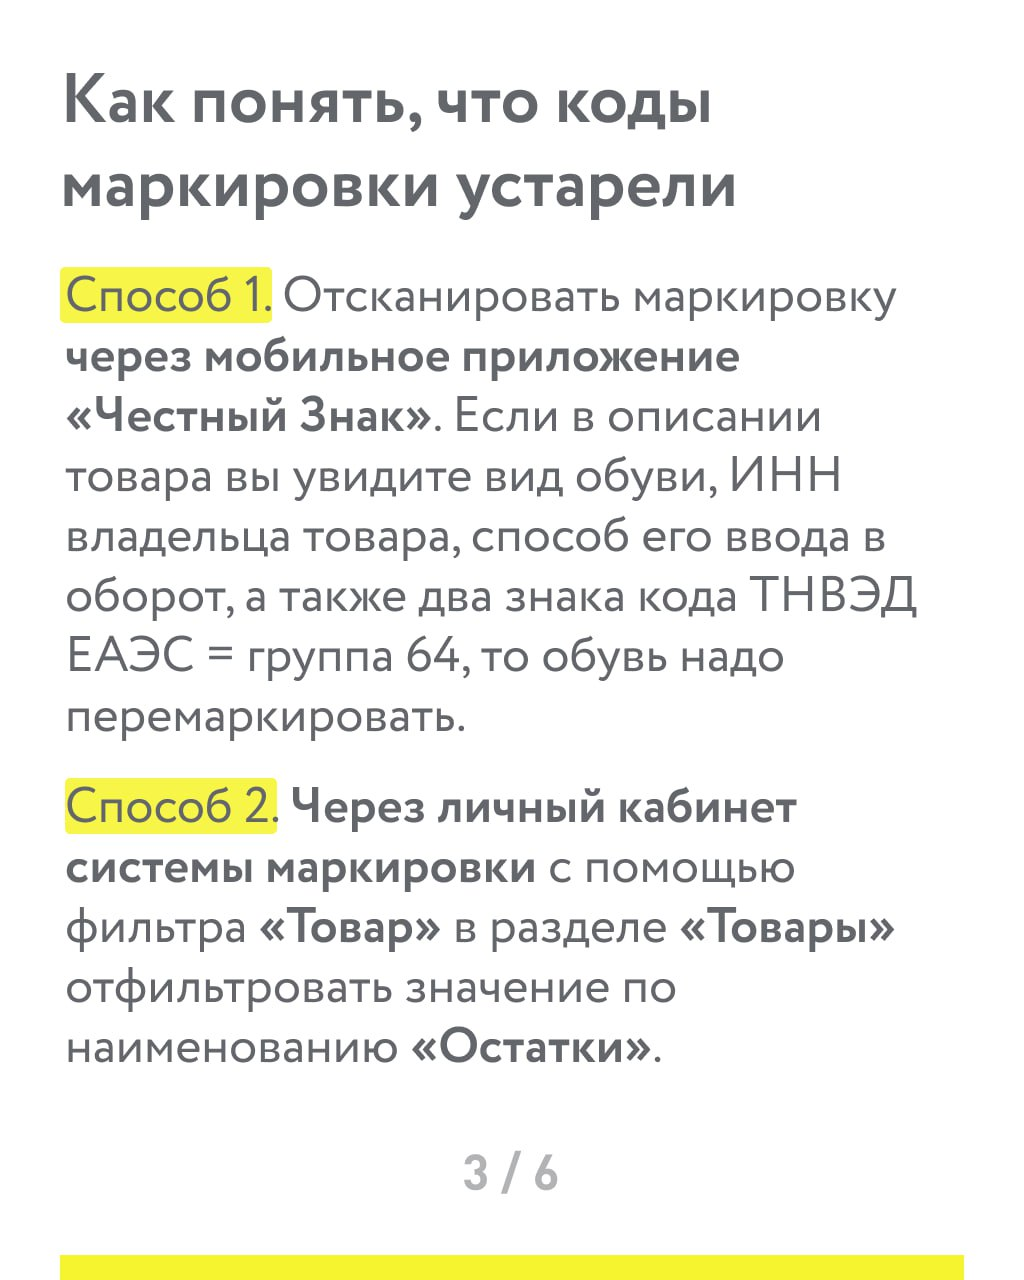 Как понять, что коды
маркировки устарели
Способ 1. Отсканировать маркировку
через мобильное приложение
«Честный Знак». Если в описании
товара вы увидите вид обуви, ИНН
владельца товара, способ его ввода в
оборот, а также два знака кода ТНВЭД
ЕАЭС = группа 64, то обувь надо
перемаркировать.
Способ 2. Через личный кабинет
системы маркировки с помощью
фильтра «Товар» в разделе «Товары»
отфильтровать значение по
наименованию «Остатки».
3 / 6